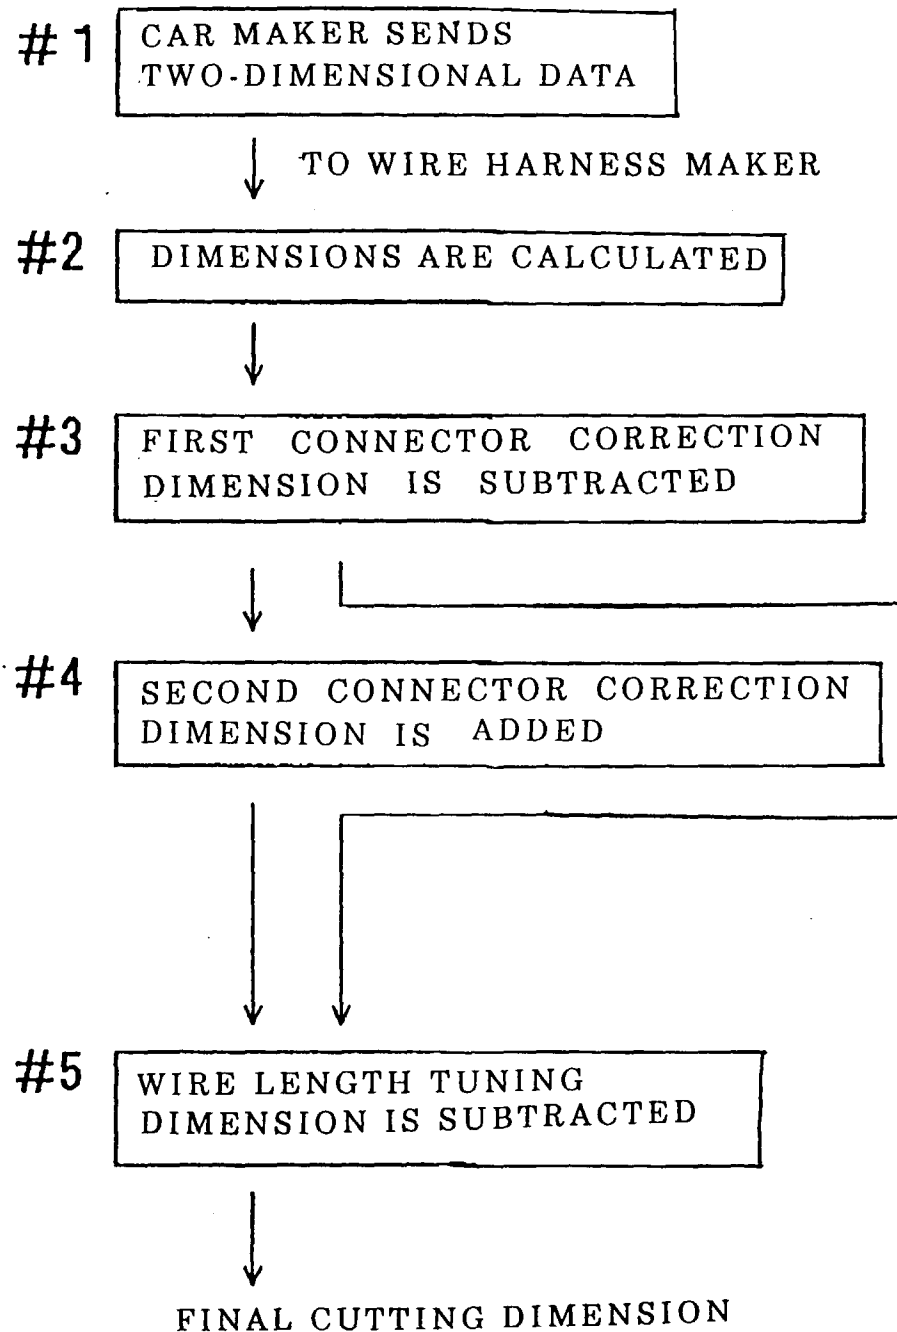 #1
CAR MAKER SENDS
TWO-DIMENSIONAL DATA
TO WIRE HARNESS MAKER
#2
DIMENSIONS ARE CALCULATED
#3
FIRST CONNECTOR CORRECTION
DIMENSION IS SUBTRACTED
#4
SECOND CONNECTOR CORRECTION
DIMENSION IS ADDED
#5
WIRE LENGTH TUNING
DIMENSION IS SUBTRACTED
FINAL CUTTING DIMENSION